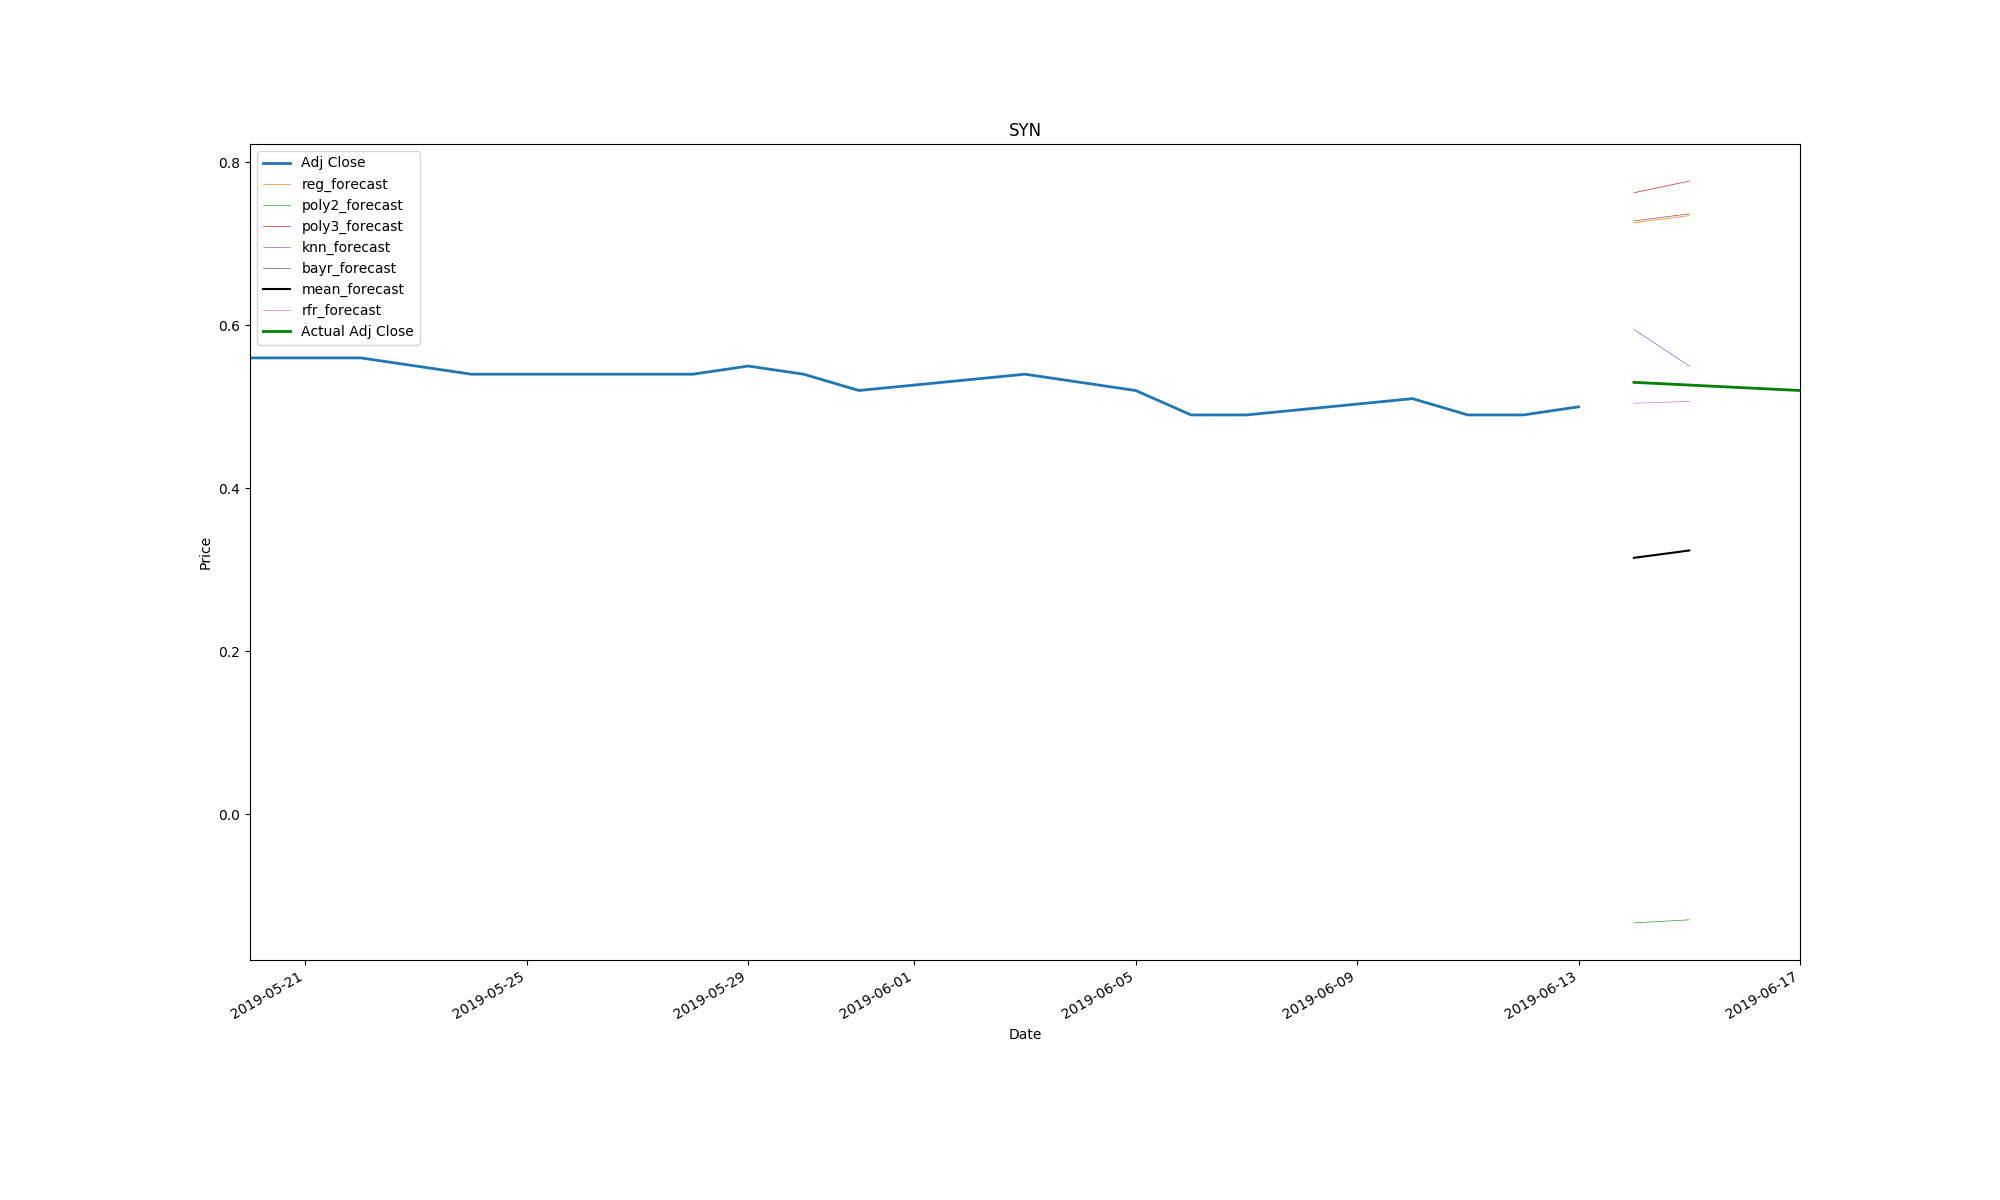 SYN
Adj Close
reg_forecast
poly2_forecast
poly3_forecast
knn_forecast
bayr_forecast
mean_forecast
rfr_forecast
Actual Adj Close
0.8
0.6
0.4
0.2
0.0
Price
2019-05-21
2019-05-25
2019-05-29
2019-06-01
2019-06-05
2019-06-09
2019-06-13
2019-06-17
Date